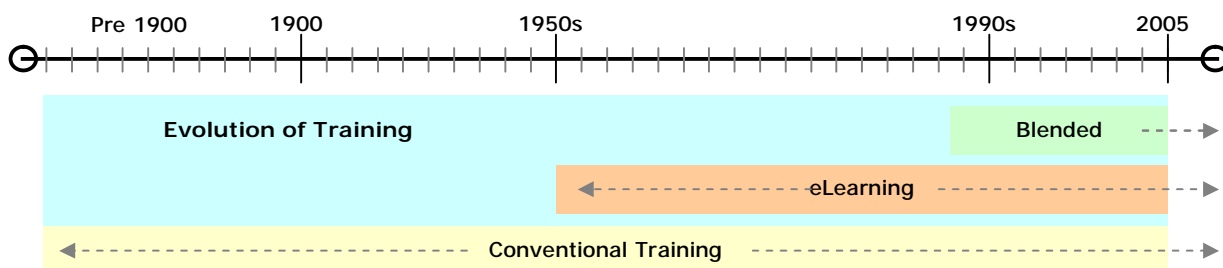 Pre 1900 1900 1950s 1990s 2005
Evolution of Training Blended
eLearning
Conventional Training